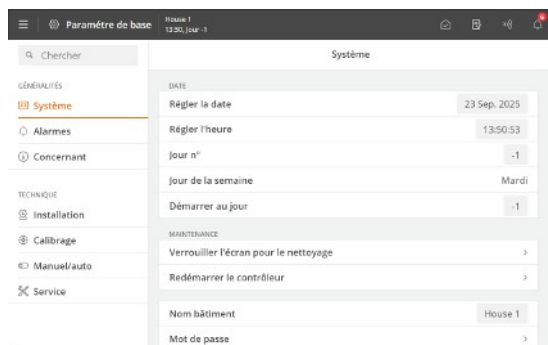 Paramétre de base
House 1
13:50, Jour -1
Chercher
Système
GÉNÉRALITÉS
Système
Alarmes
Concernant
TECHNIQUE
Installation
Calibrage
Manuel/auto
Service
DATE
Régler la date 23 Sep. 2025
Régler l'heure 13:50:53
Jour n° -1
Jour de la semaine Mardi
Démarrer au jour -1
MAINTENANCE
Verrouiller l'écran pour le nettoyage
Redémarrer le contrôleur
Nom bâtiment House 1
Mot de passe